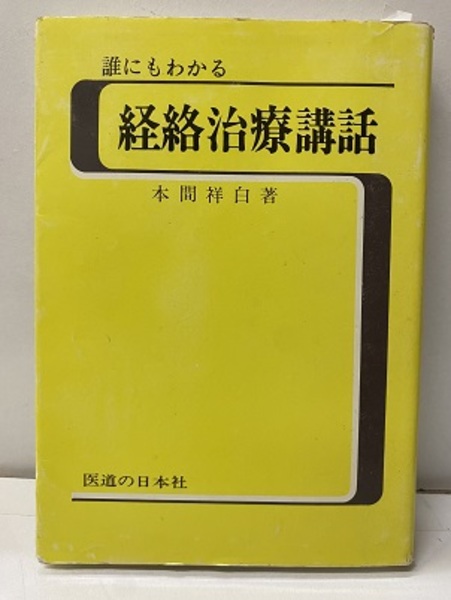 誰にもわかる
経絡治療講話
本間祥白著
医道の日本社